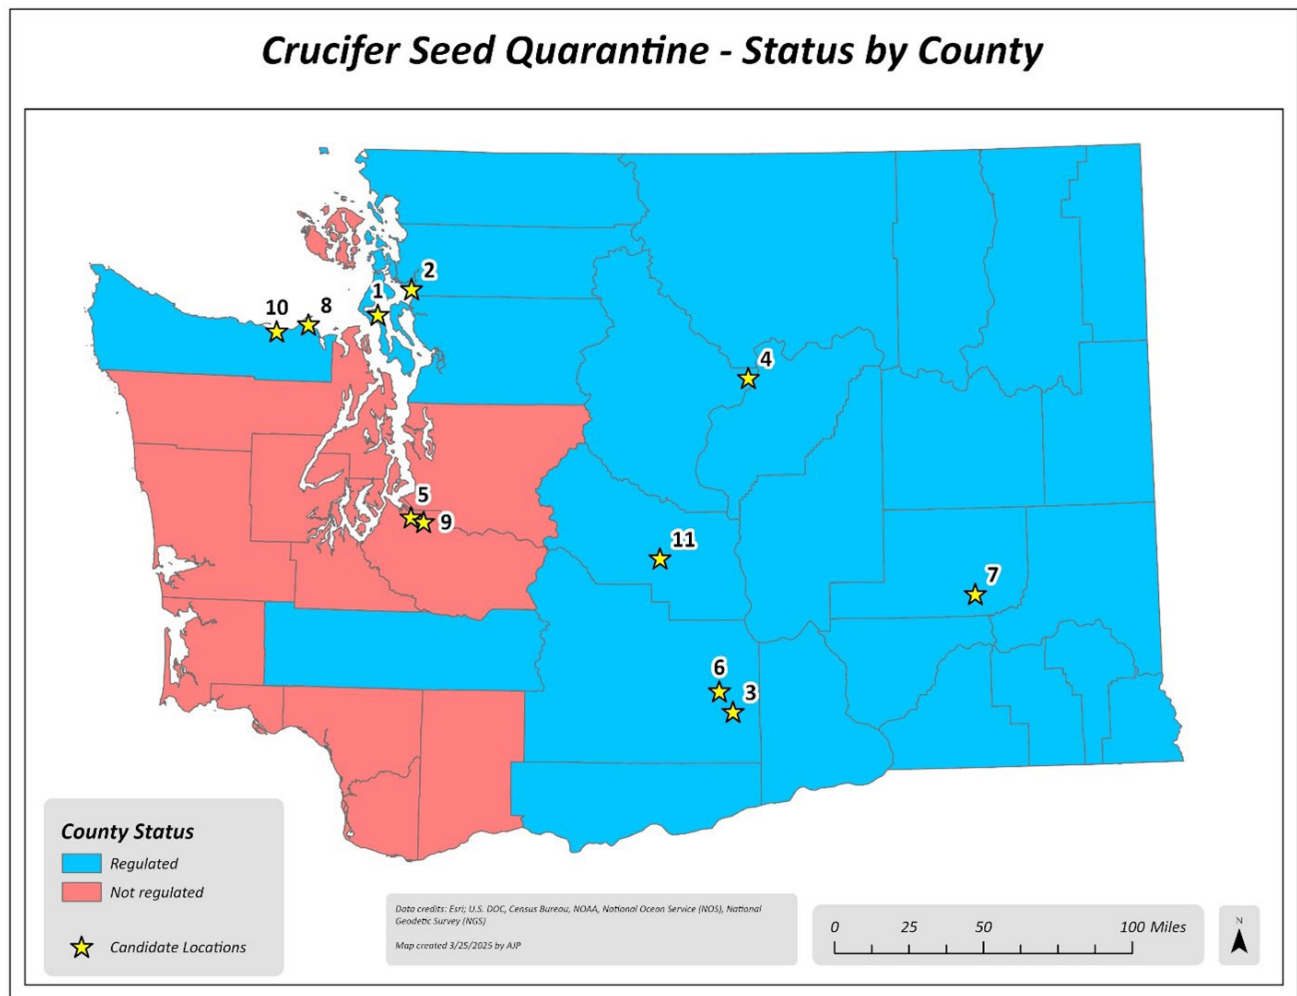 Crucifer Seed Quarantine - Status by County
2
1
10
8
4
5
9
11
7
6
3
County Status
Regulated
Not regulated
Candidate Locations
Data credits: Esri; U.S. DOC, Census Bureau, NOAA, National Ocean Service (NOS), National
Geodetic Survey (NGS)
Map created 3/25/2025 by AJP
0 25 50 100 Miles
N